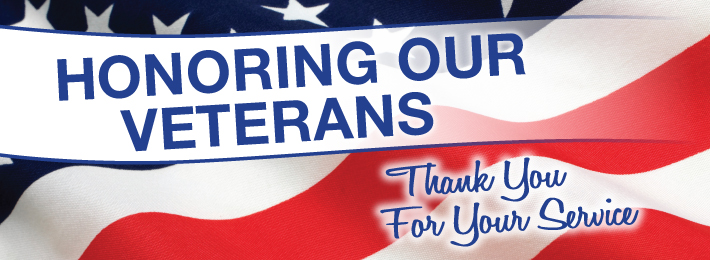 HONORING OUR
VETERANS
Thank You
For Your Service